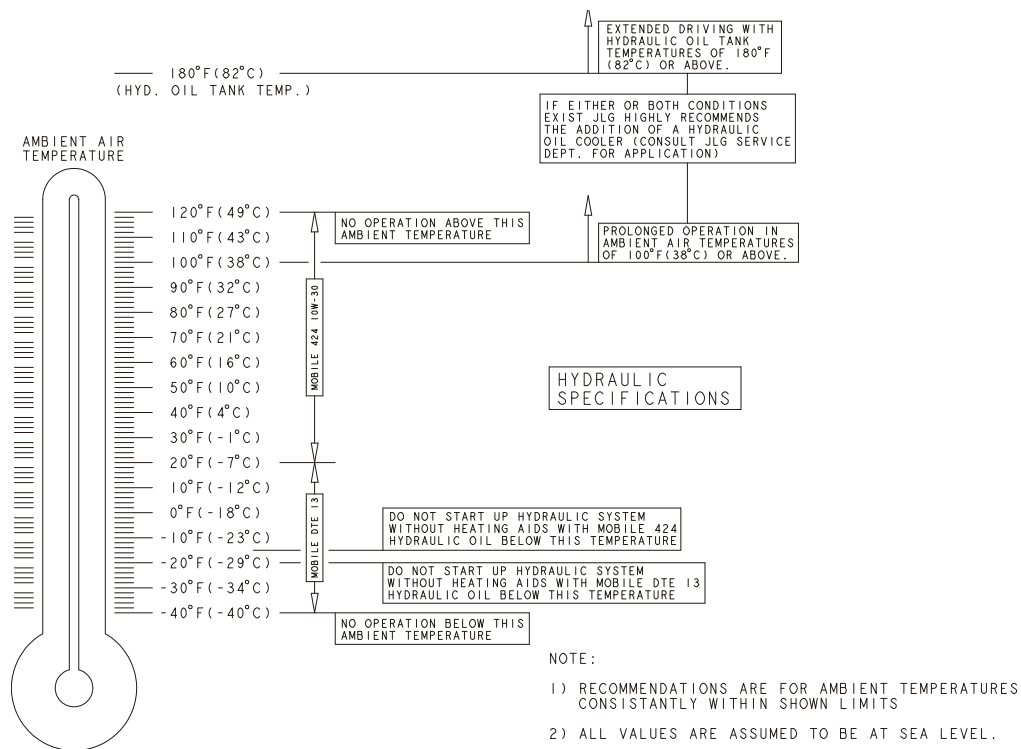 EXTENDED DRIVING WITH
HYDRAULIC OIL TANK
TEMPERATURES OF 180°F
(82°C) OR ABOVE.
180°F(82°C)
(HYD. OIL TANK TEMP.)
IF EITHER OR BOTH CONDITIONS
EXIST JLG HIGHLY RECOMMENDS
THE ADDITION OF A HYDRAULIC
OIL COOLER (CONSULT JLG SERVICE
DEPT. FOR APPLICATION)
AMBIENT AIR
TEMPERATURE
120°F(49°C)
NO OPERATION ABOVE THIS
AMBIENT TEMPERATURE
110°F(43°C)
PROLONGED OPERATION IN
AMBIENT AIR TEMPERATURES
OF 100°F(38°C) OR ABOVE.
100°F(38°C)
90°F(32°C)
80°F(27°C)
70°F(21°C)
60°F(16°C)
50°F(10°C)
40°F(4°C)
30°F(-1°C)
20°F(-7°C)
10°F(-12°C)
0°F(-18°C)
-10°F(-23°C)
-20°F(-29°C)
-30°F(-34°C)
-40°F(-40°C)
MOBILE 424 10W-30
MOBILE DTE 13
HYDRAULIC
SPECIFICATIONS
DO NOT START UP HYDRAULIC SYSTEM
WITHOUT HEATING AIDS WITH MOBILE 424
HYDRAULIC OIL BELOW THIS TEMPERATURE
DO NOT START UP HYDRAULIC SYSTEM
WITHOUT HEATING AIDS WITH MOBILE DTE 13
HYDRAULIC OIL BELOW THIS TEMPERATURE
NO OPERATION BELOW THIS
AMBIENT TEMPERATURE
NOTE:
1) RECOMMENDATIONS ARE FOR AMBIENT TEMPERATURES
CONSISTANTLY WITHIN SHOWN LIMITS
2) ALL VALUES ARE ASSUMED TO BE AT SEA LEVEL.